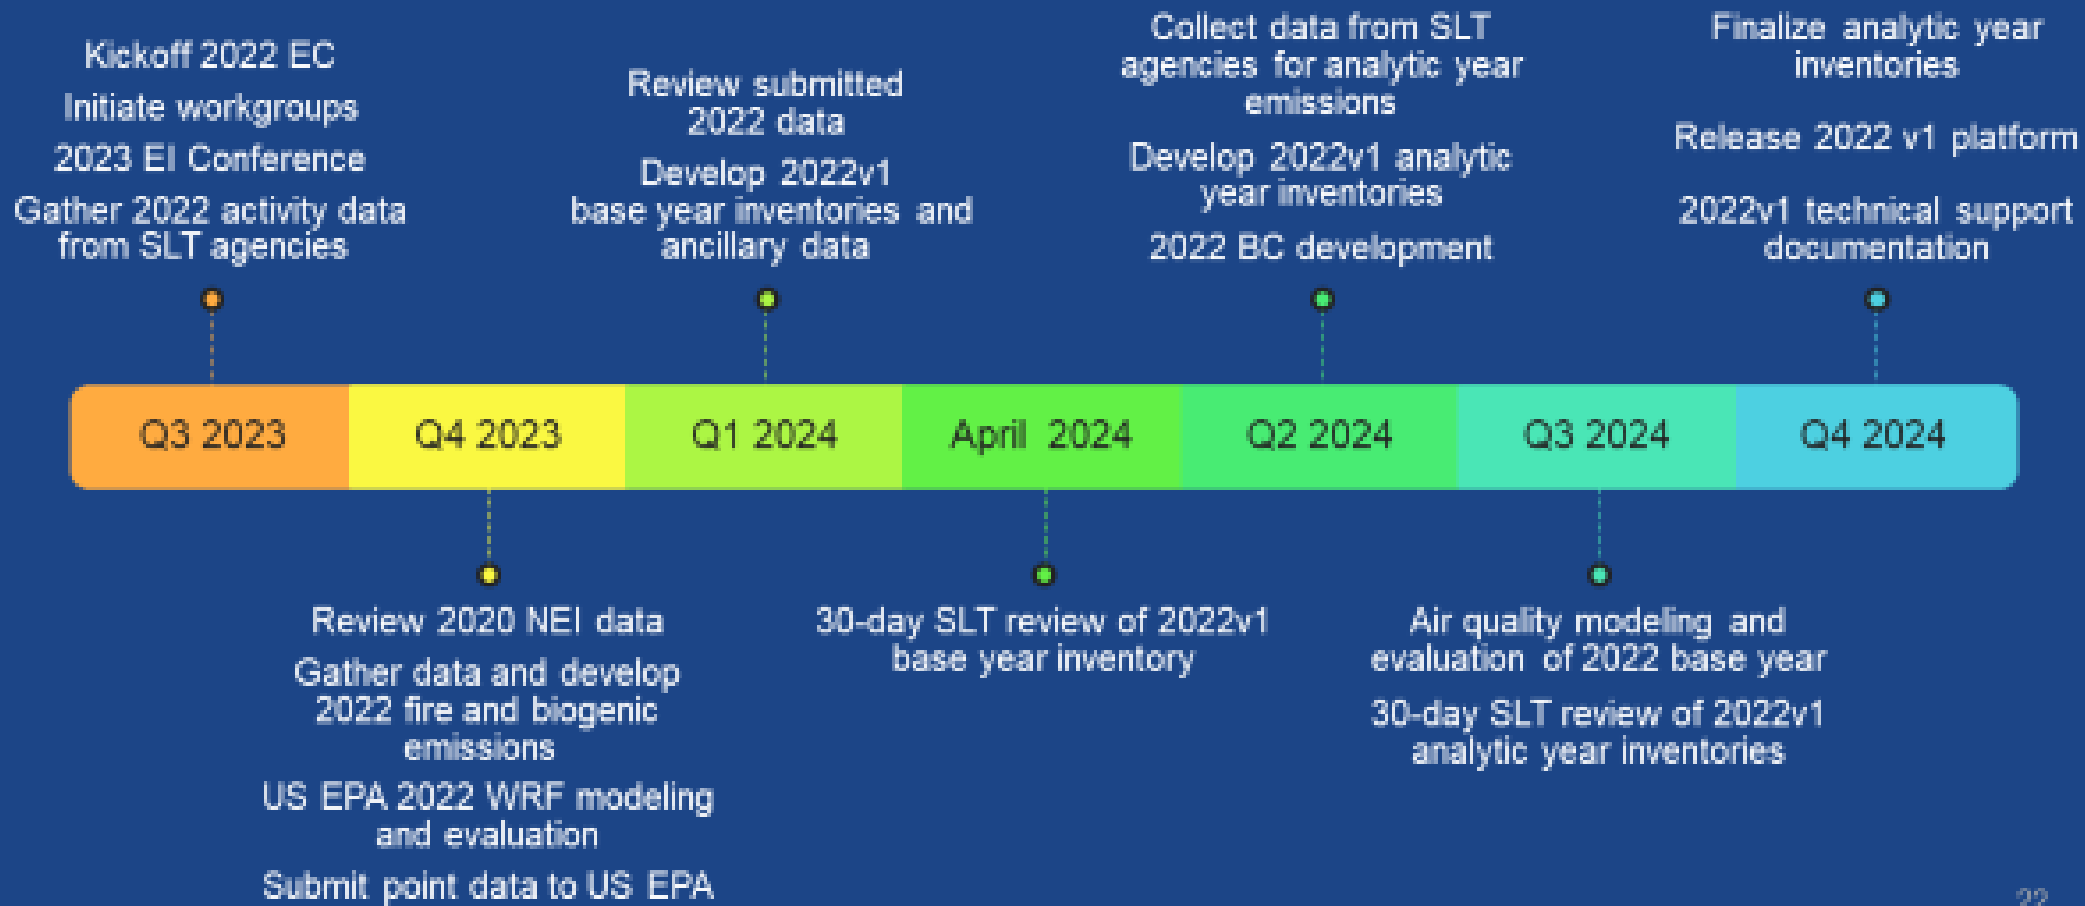 Kickoff 2022 EC
Initiate workgroups
2023 EI Conference
Gather 2022 activity data
from SLT agencies
Review submitted
2022 data
Develop 2022v1
base year inventories and
ancillary data
Collect data from SLT
agencies for analytic year
emissions
Develop 2022v1 analytic
year inventories
2022 BC development
Finalize analytic year
inventories
Release 2022 v1 platform
2022v1 technical support
documentation
Q3 2023
Q4 2023
Q1 2024
April 2024
Q2 2024
Q3 2024
Q4 2024
Review 2020 NEI data
Gather data and develop
2022 fire and biogenic
emissions
US EPA 2022 WRF modeling
and evaluation
Submit point data to US EPA
30-day SLT review of 2022v1
base year inventory
Air quality modeling and
evaluation of 2022 base year
30-day SLT review of 2022v1
analytic year inventories
22